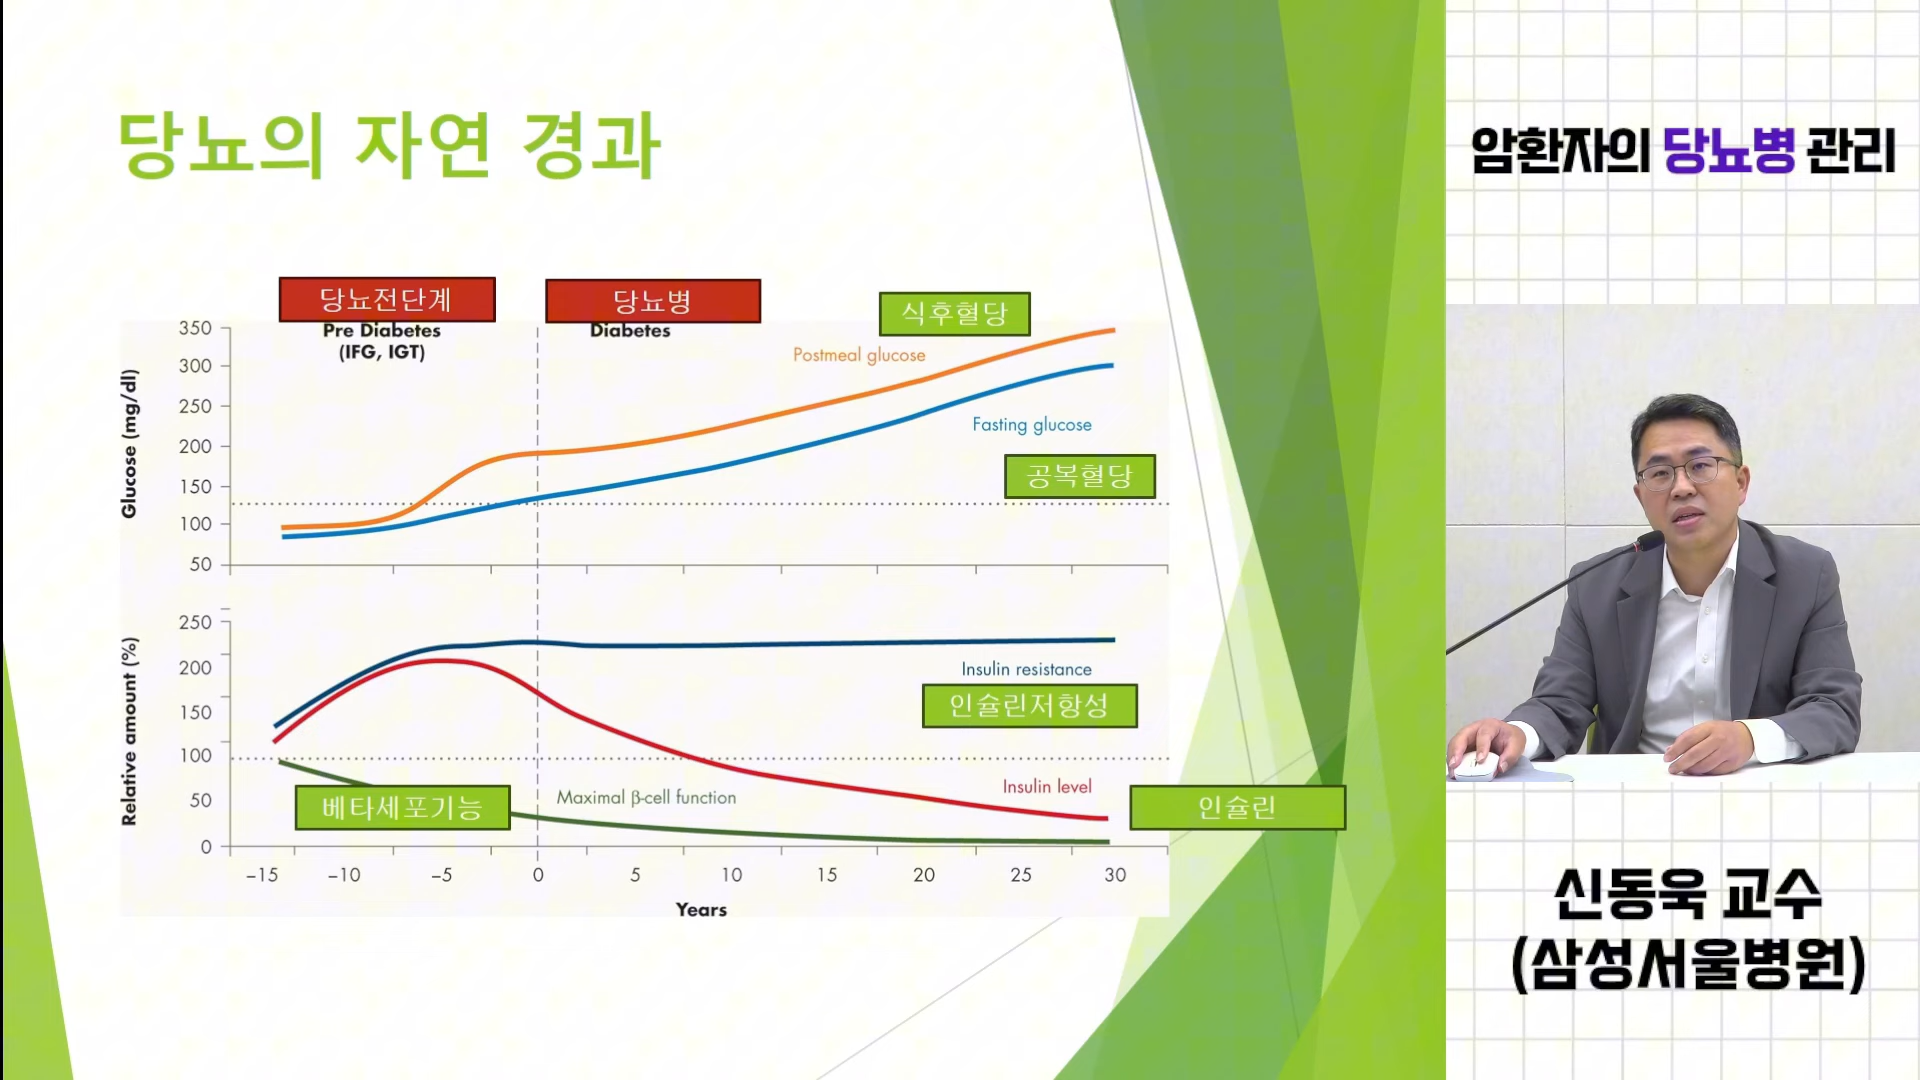 당뇨의 자연 경과
암환자의 당뇨병 관리
당뇨전단계
당뇨병
식후혈당
Pre Diabetes
(IFG, IGT)
Diabetes
Postmeal glucose
Fasting glucose
공복혈당
Glucose (mg/dl)
350
300
250
200
150
100
50
Relative amount (%)
250
200
150
100
50
0
Insulin resistance
인슐린저항성
베타세포기능
Maximal β-cell function
Insulin level
인슐린
–15 –10 –5 0 5 10 15 20 25 30
Years
신동욱 교수
(삼성서울병원)